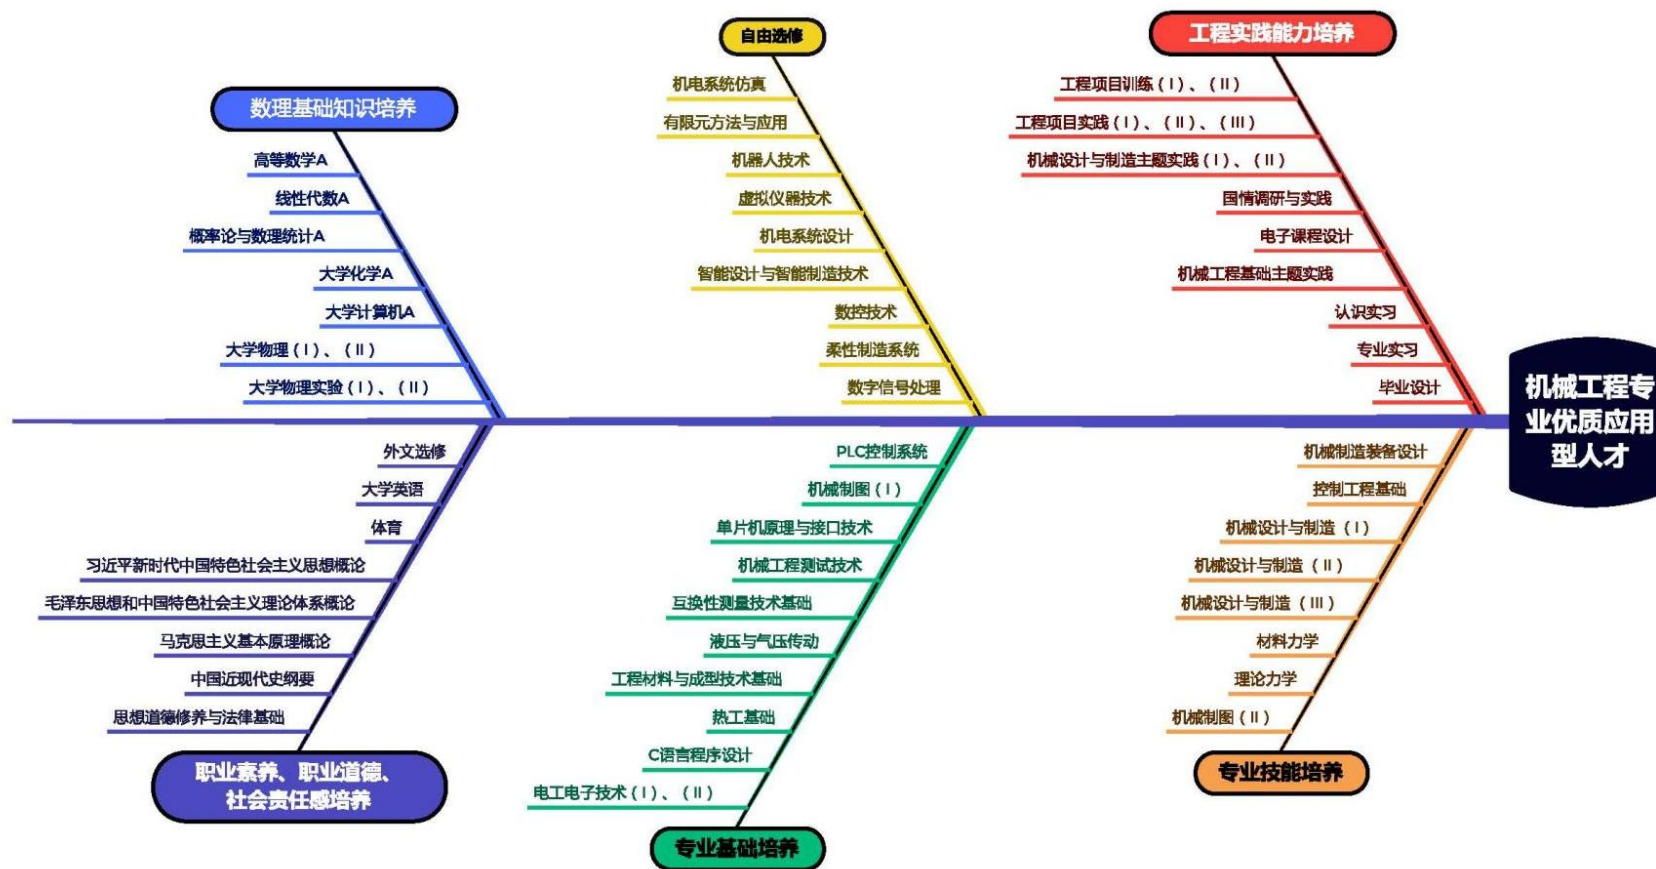 数理基础知识培养
高等数学A
线性代数A
概率论与数理统计A
大学化学A
大学计算机A
大学物理（I）、（II）
大学物理实验（I）、（II）
自由选修
机电系统仿真
有限元方法与应用
机器人技术
虚拟仪器技术
机电系统设计
智能设计与智能制造技术
数控技术
柔性制造系统
数字信号处理
工程实践能力培养
工程项目训练（I）、（II）
工程项目实践（I）、（II）、（III）
机械设计与制造主题实践（I）、（II）
国情调研与实践
电子课程设计
机械工程基础主题实践
认识实习
专业实习
毕业设计
机械工程专
业优质应用
型人才
外文选修
大学英语
体育
习近平新时代中国特色社会主义思想概论
毛泽东思想和中国特色社会主义理论体系概论
马克思主义基本原理概论
中国近现代史纲要
思想道德修养与法律基础
职业素养、职业道德、
社会责任感培养
PLC控制系统
机械制图（I）
单片机原理与接口技术
机械工程测试技术
互换性测量技术基础
液压与气压传动
工程材料与成型技术基础
热工基础
C语言程序设计
电工电子技术（I）、（II）
专业基础培养
机械制造装备设计
控制工程基础
机械设计与制造（I）
机械设计与制造（II）
机械设计与制造（III）
材料力学
理论力学
机械制图（II）
专业技能培养